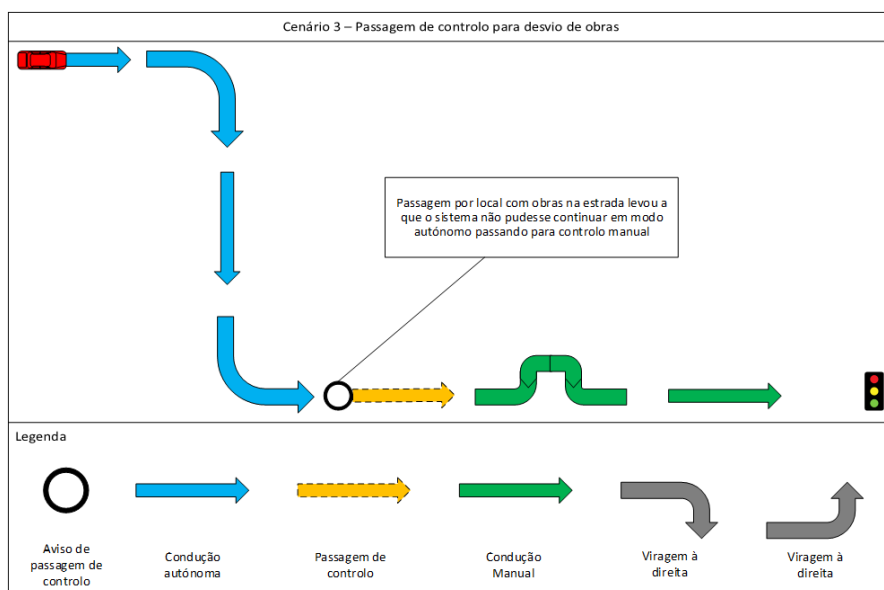 Cenário 3 – Passagem de controlo para desvio de obras
Passagem por local com obras na estrada levou a
que o sistema não pudesse continuar em modo
autónomo passando para controlo manual
Legenda
Aviso de
passagem de
controlo
Condução
autónoma
Passagem de
controlo
Condução
Manual
Viragem à
direita
Viragem à
direita